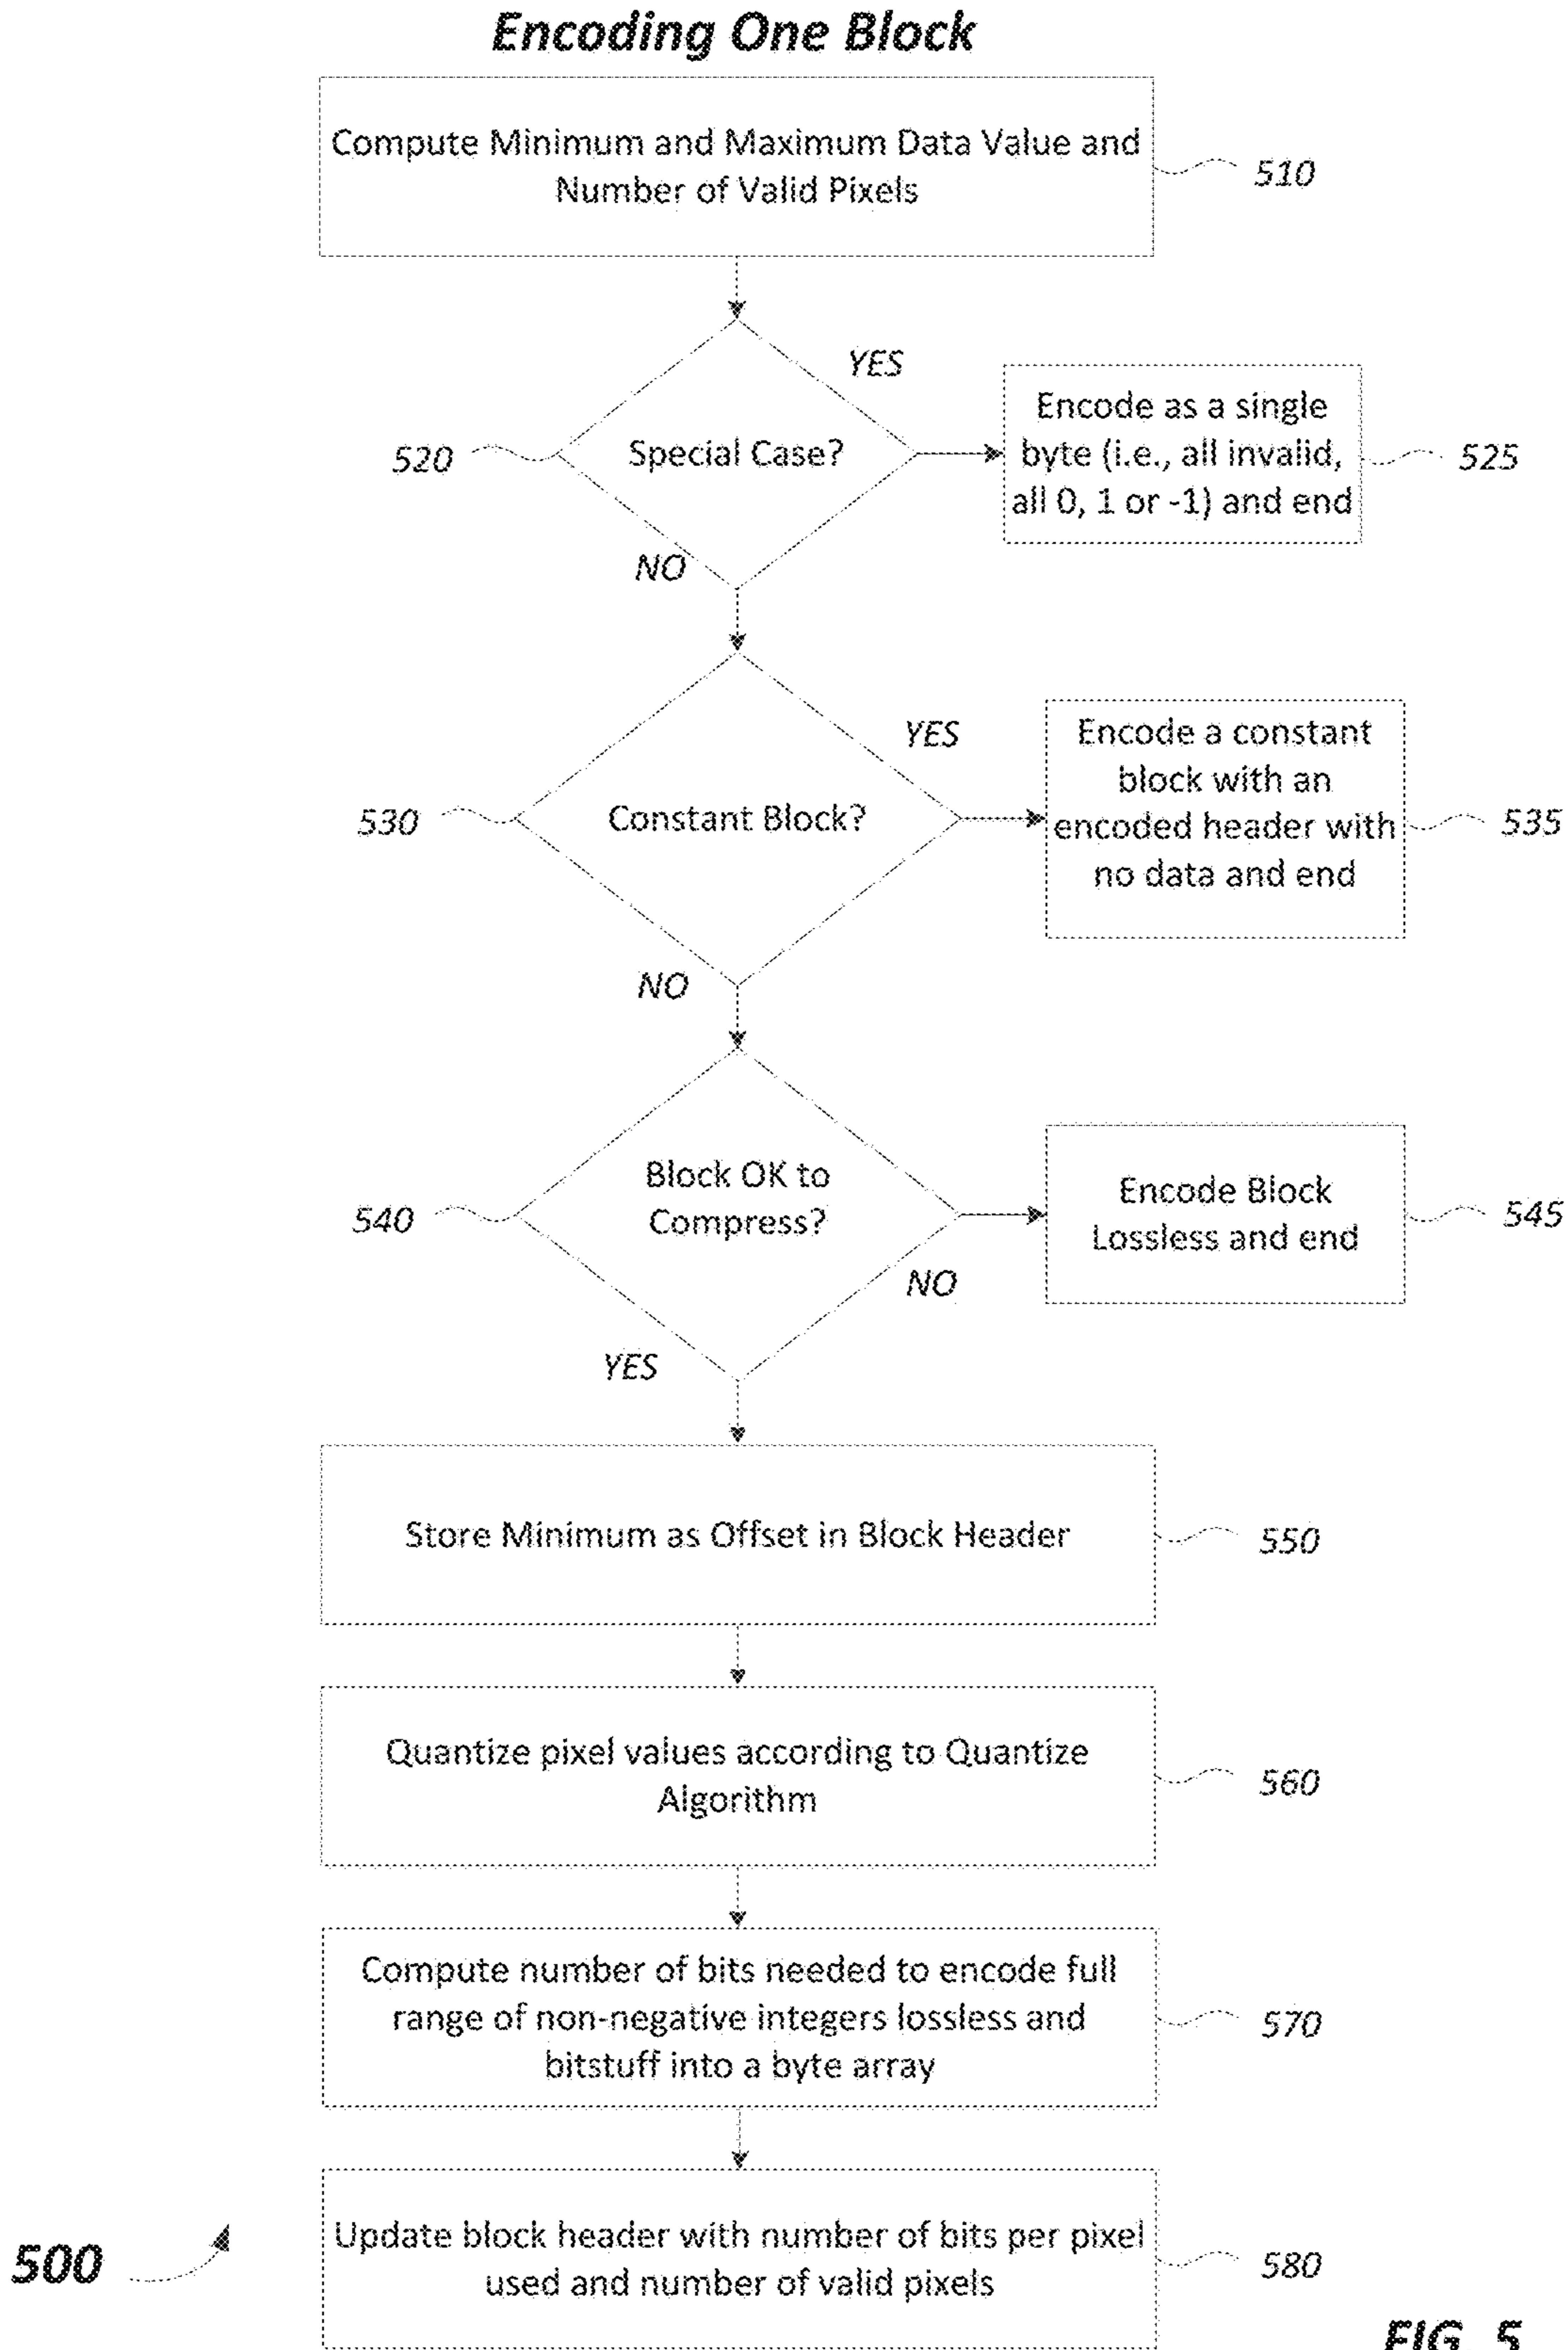 Encoding One Block
Compute Minimum and Maximum Data Value and
Number of Valid Pixels
510
YES
Special Case?
520
Encode as a single
byte (i.e., all invalid,
all 0, 1 or -1) and end
525
NO
YES
Constant Block?
530
Encode a constant
block with an
encoded header with
no data and end
535
NO
Block OK to
Compress?
540
Encode Block
Lossless and end
545
NO
YES
Store Minimum as Offset in Block Header
550
Quantize pixel values according to Quantize
Algorithm
560
Compute number of bits needed to encode full
range of non-negative integers lossless and
bitstuff into a byte array
570
Update block header with number of bits per pixel
used and number of valid pixels
580
500
FIG. 5